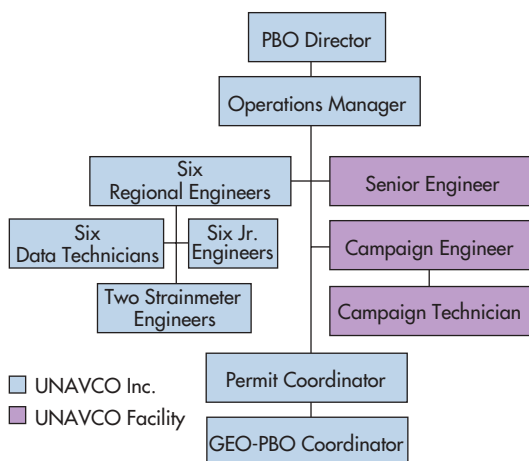 PBO Director
Operations Manager
Six
Regional Engineers
Senior Engineer
Six
Data Technicians
Six Jr.
Engineers
Campaign Engineer
Two Strainmeter
Engineers
Campaign Technician
Permit Coordinator
UNAVCO Inc.
UNAVCO Facility
GEO-PBO Coordinator